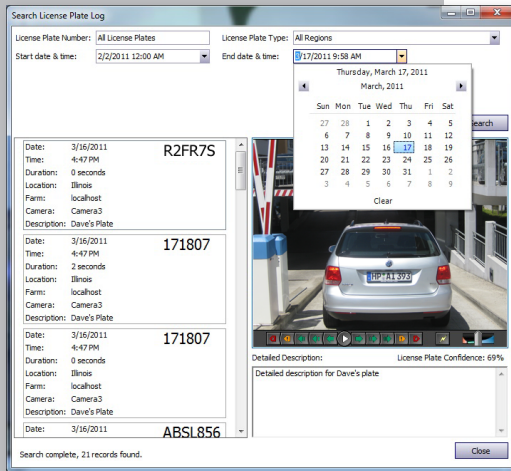 Search License Plate Log
License Plate Number: All License Plates License Plate Type: All Regions
Start date & time: 2/2/2011 12:00 AM End date & time: 3/17/2011 9:58 AM
Thursday, March 17, 2011
March, 2011
Sun Mon Tue Wed Thu Fri Sat
27 28 1 2 3 4 5
6 7 8 9 10 11 12
13 14 15 16 17 18 19
20 21 22 23 24 25 26
27 28 29 30 31 1 2
3 4 5 6 7 8 9
Clear
Search
Date: 3/16/2011 R2FR7S
Time: 4:47 PM
Duration: 0 seconds
Location: Illinois
Farm: localhost
Camera: Camera3
Description: Dave's Plate
Date: 3/16/2011 171807
Time: 4:47 PM
Duration: 2 seconds
Location: Illinois
Farm: localhost
Camera: Camera3
Description: Dave's Plate
Date: 3/16/2011 171807
Time: 4:47 PM
Duration: 0 seconds
Location: Illinois
Farm: localhost
Camera: Camera3
Description: Dave's Plate
Date: 3/16/2011 ABSL856
HP AI 393
Detailed Description: License Plate Confidence: 69%
Detailed description for Dave's plate
Search complete, 21 records found.
Close